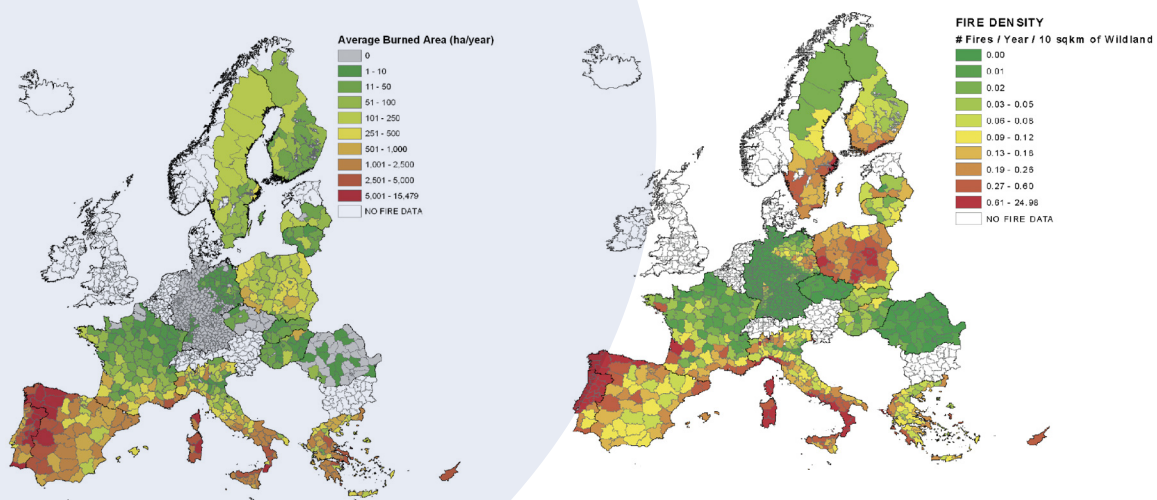 Average Burned Area (ha/year)
0
1 - 10
11 - 50
51 - 100
101 - 250
251 - 500
501 - 1,000
1,001 - 2,500
2,501 - 5,000
5,001 - 15,479
NO FIRE DATA
FIRE DENSITY
# Fires / Year / 10 sqkm of Wildland
0.00
0.01
0.02
0.03 - 0.05
0.06 - 0.08
0.09 - 0.12
0.13 - 0.18
0.19 - 0.26
0.27 - 0.60
0.61 - 24.98
NO FIRE DATA